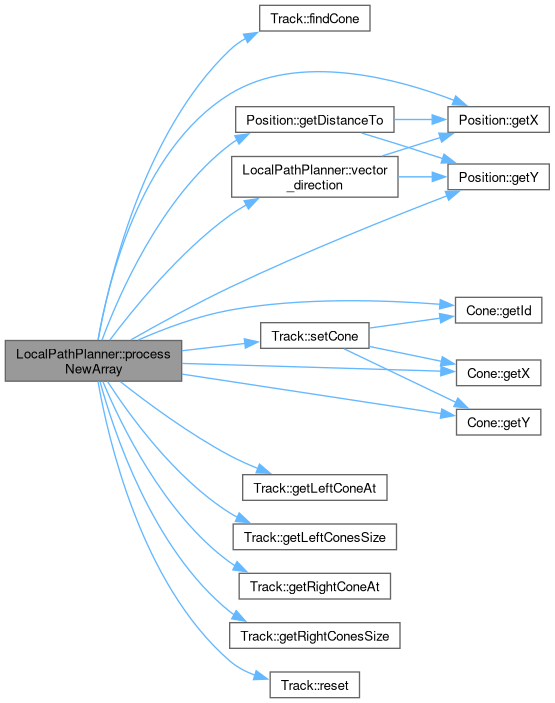 Track::findCone
Position::getX
Position::getDistanceTo
LocalPathPlanner::vector
_direction
Position::getY
Cone::getId
Track::setCone
LocalPathPlanner::process
NewArray
Cone::getX
Cone::getY
Track::getLeftConeAt
Track::getLeftConesSize
Track::getRightConeAt
Track::getRightConesSize
Track::reset